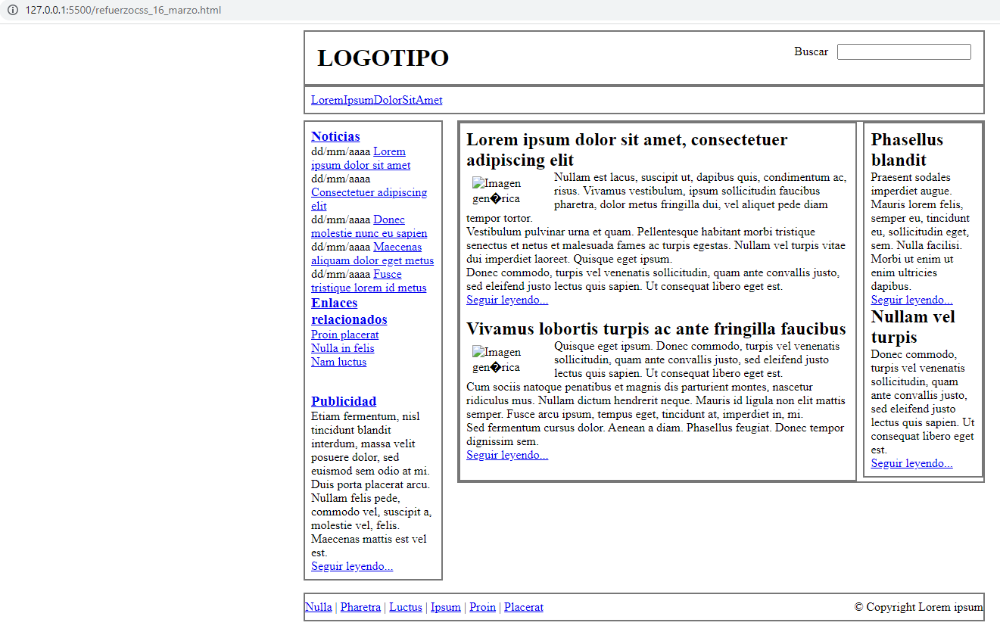 127.0.0.1:5500/refuerzocss_16_marzo.html
LOGOTIPO
Buscar
LoremIpsumDolorSitAmet
Noticias
dd/mm/aaaa Lorem
ipsum dolor sit amet
dd/mm/aaaa
Consectetuer adipiscing
elit
dd/mm/aaaa Donec
molestie nunc eu sapien
dd/mm/aaaa Maecenas
aliquam dolor eget metus
dd/mm/aaaa Fusce
tristique lorem id metus
Enlaces
relacionados
Proin placerat
Nulla in felis
Nam luctus
Publicidad
Etiam fermentum, nisl
tincidunt blandit
interdum, massa velit
posuere dolor, sed
euismod sem odio at mi.
Duis porta placerat arcu.
Nullam felis pede,
commodo vel, suscipit a,
molestie vel, felis.
Maecenas mattis est vel
est.
Seguir leyendo...
Lorem ipsum dolor sit amet, consectetuer
adipiscing elit
Imagen
gen�rica
Nullam est lacus, suscipit ut, dapibus quis, condimentum ac,
risus. Vivamus vestibulum, ipsum sollicitudin faucibus
pharetra, dolor metus fringilla dui, vel aliquet pede diam
tempor tortor.
Vestibulum pulvinar urna et quam. Pellentesque habitant morbi tristique
senectus et netus et malesuada fames ac turpis egestas. Nullam vel turpis vitae
dui imperdiet laoreet. Quisque eget ipsum.
Donec commodo, turpis vel venenatis sollicitudin, quam ante convallis justo,
sed eleifend justo lectus quis sapien. Ut consequat libero eget est.
Seguir leyendo...
Vivamus lobortis turpis ac ante fringilla faucibus
Imagen
gen�rica
Quisque eget ipsum. Donec commodo, turpis vel venenatis
sollicitudin, quam ante convallis justo, sed eleifend justo
lectus quis sapien. Ut consequat libero eget est.
Cum sociis natoque penatibus et magnis dis parturient montes, nascetur
ridiculus mus. Nullam dictum hendrerit neque. Mauris id ligula non elit mattis
semper. Fusce arcu ipsum, tempus eget, tincidunt at, imperdiet in, mi.
Sed fermentum cursus dolor. Aenean a diam. Phasellus feugiat. Donec tempor
dignissim sem.
Seguir leyendo...
Phasellus
blandit
Praesent sodales
imperdiet augue.
Mauris lorem felis,
semper eu, tincidunt
eu, sollicitudin eget,
sem. Nulla facilisi.
Morbi ut enim ut
enim ultricies
dapibus.
Seguir leyendo...
Nullam vel
turpis
Donec commodo,
turpis vel venenatis
sollicitudin, quam
ante convallis justo,
sed eleifend justo
lectus quis sapien. Ut
consequat libero eget
est.
Seguir leyendo...
Nulla | Pharetra | Luctus | Ipsum | Proin | Placerat
© Copyright Lorem ipsum